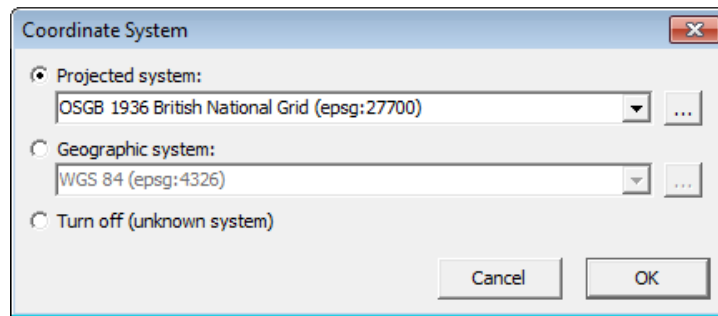 Coordinate System
Projected system:
OSGB 1936 British National Grid (epsg:27700)
...
Geographic system:
WGS 84 (epsg:4326)
...
Turn off (unknown system)
Cancel
OK